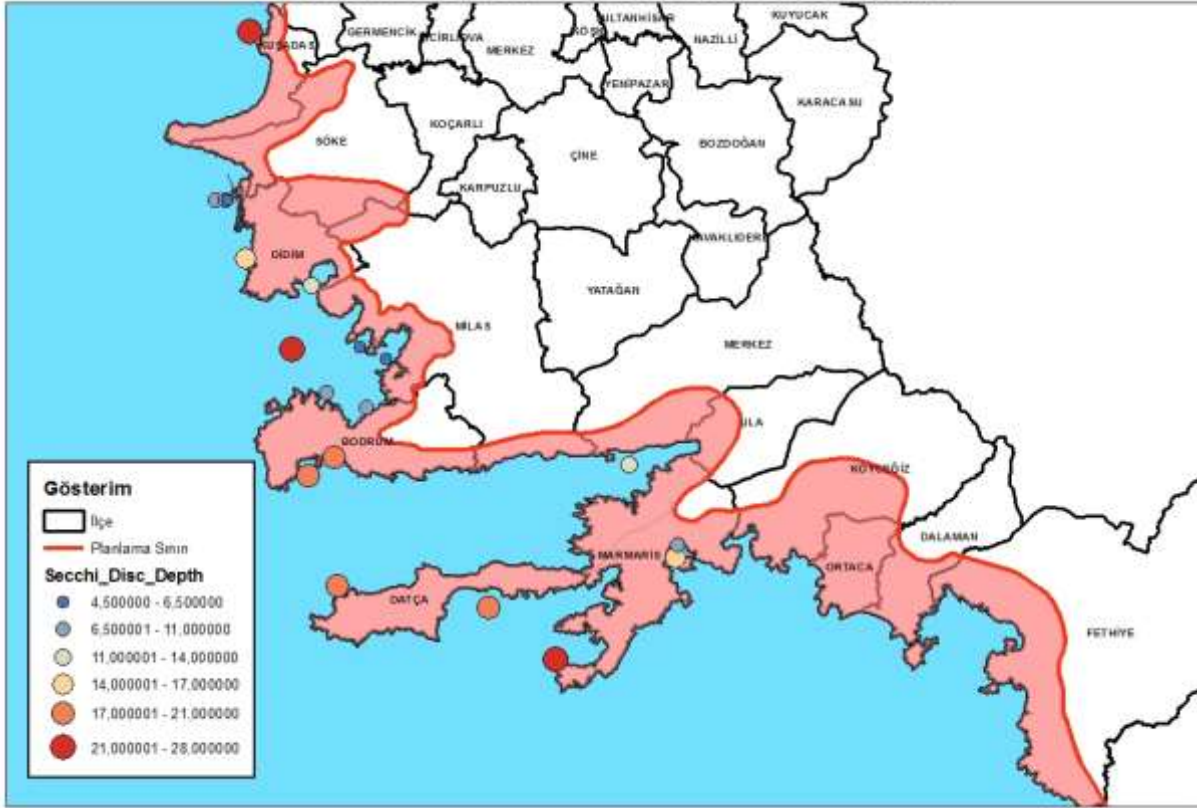 KUYUCAK
SULTANHİSAR
KUŞADASI
GERMENCİK
İNCİRLİOVA
MERKEZ
KÖŞK
NAZİLLİ
YENİPAZAR
KARACASU
SÖKE
KOÇARLI
ÇİNE
BOZDOĞAN
KARPUZLU
KAVAKLIDERE
DİDİM
YATAĞAN
MİLAS
MERKEZ
ULA
BODRUM
KÖYCEĞİZ
DALAMAN
MARMARİS
ORTACA
DATÇA
FETHİYE
Gösterim
İlçe
Planlama Sınırı
Secchi_Disc_Depth
4,500000 - 6,500000
6,500001 - 11,000000
11,000001 - 14,000000
14,000001 - 17,000000
17,000001 - 21,000000
21,000001 - 28,000000